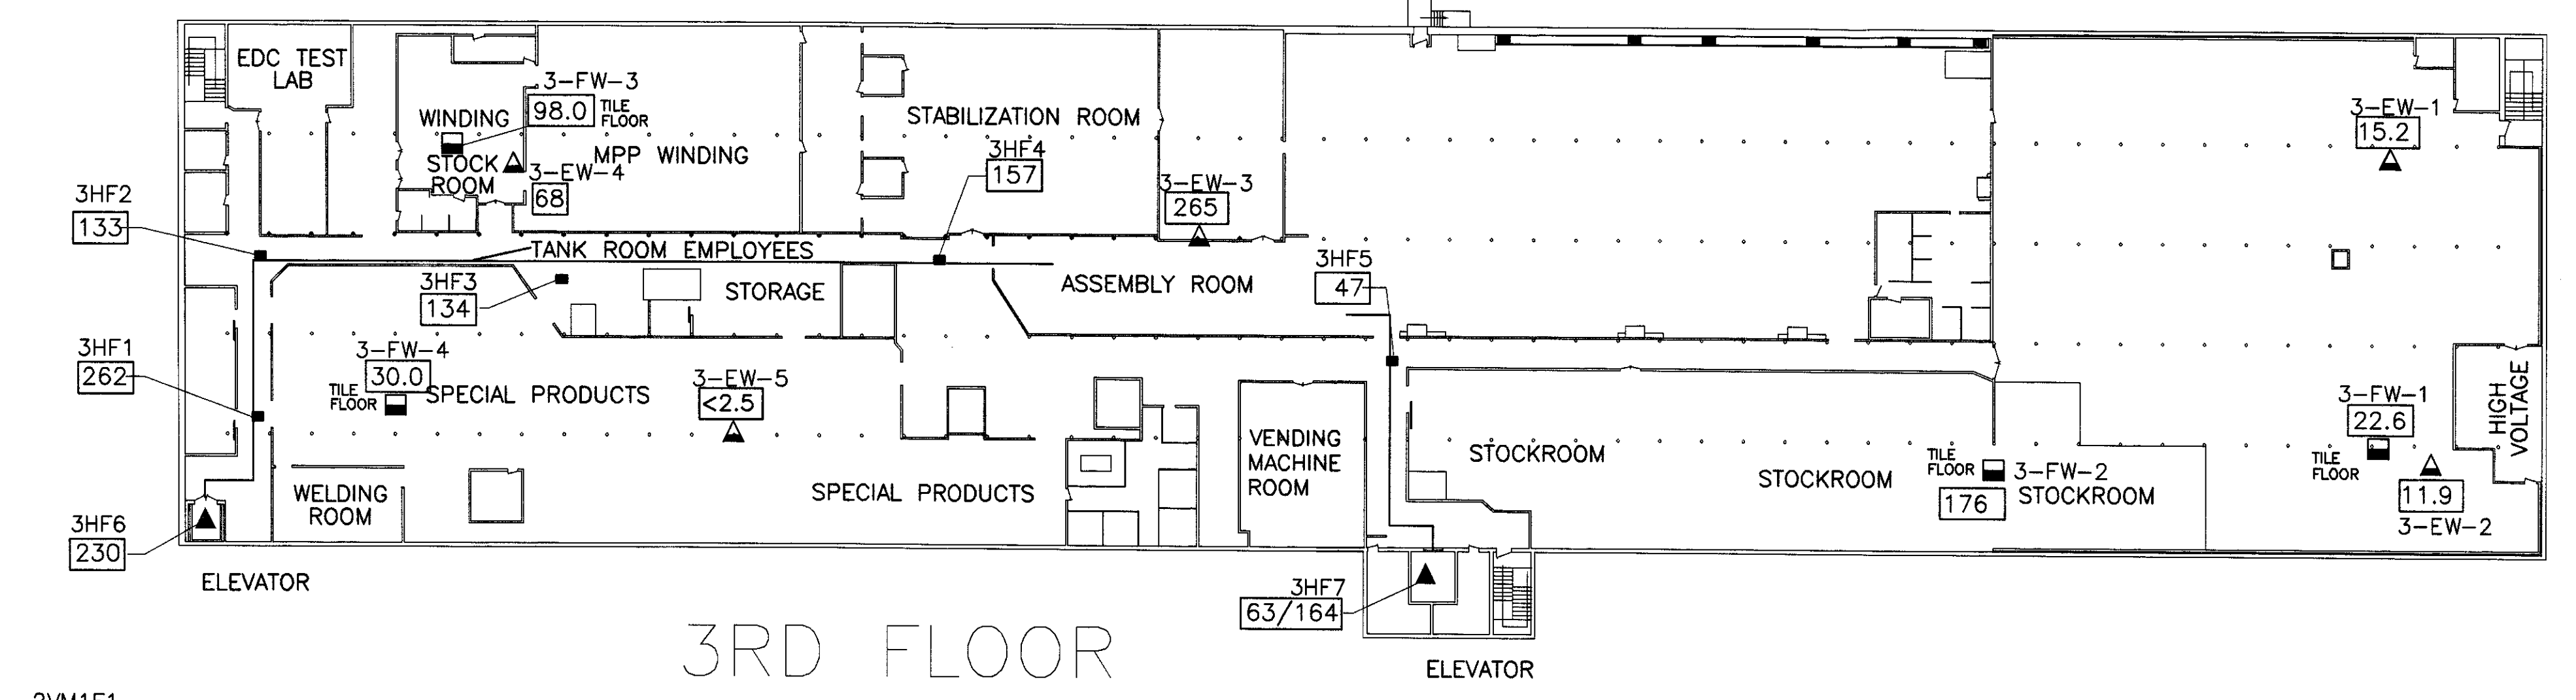 EDC TEST
LAB
3-FW-3
98.0
TILE
FLOOR
WINDING
STOCK
ROOM
MPP WINDING
3-EW-4
68
STABILIZATION ROOM
3HF4
157
3-EW-3
265
3-EW-1
15.2
3HF2
133
TANK ROOM EMPLOYEES
3HF3
134
STORAGE
ASSEMBLY ROOM
3HF5
47
3HF1
262
3-FW-4
30.0
TILE
FLOOR
SPECIAL PRODUCTS
3-EW-5
<2.5
3-FW-1
22.6
TILE
FLOOR
HIGH
VOLTAGE
VENDING
MACHINE
ROOM
STOCKROOM
STOCKROOM
TILE
FLOOR
3-FW-2
176
STOCKROOM
11.9
3-EW-2
WELDING
ROOM
SPECIAL PRODUCTS
3HF6
230
ELEVATOR
3HF7
63/164
ELEVATOR
3RD FLOOR